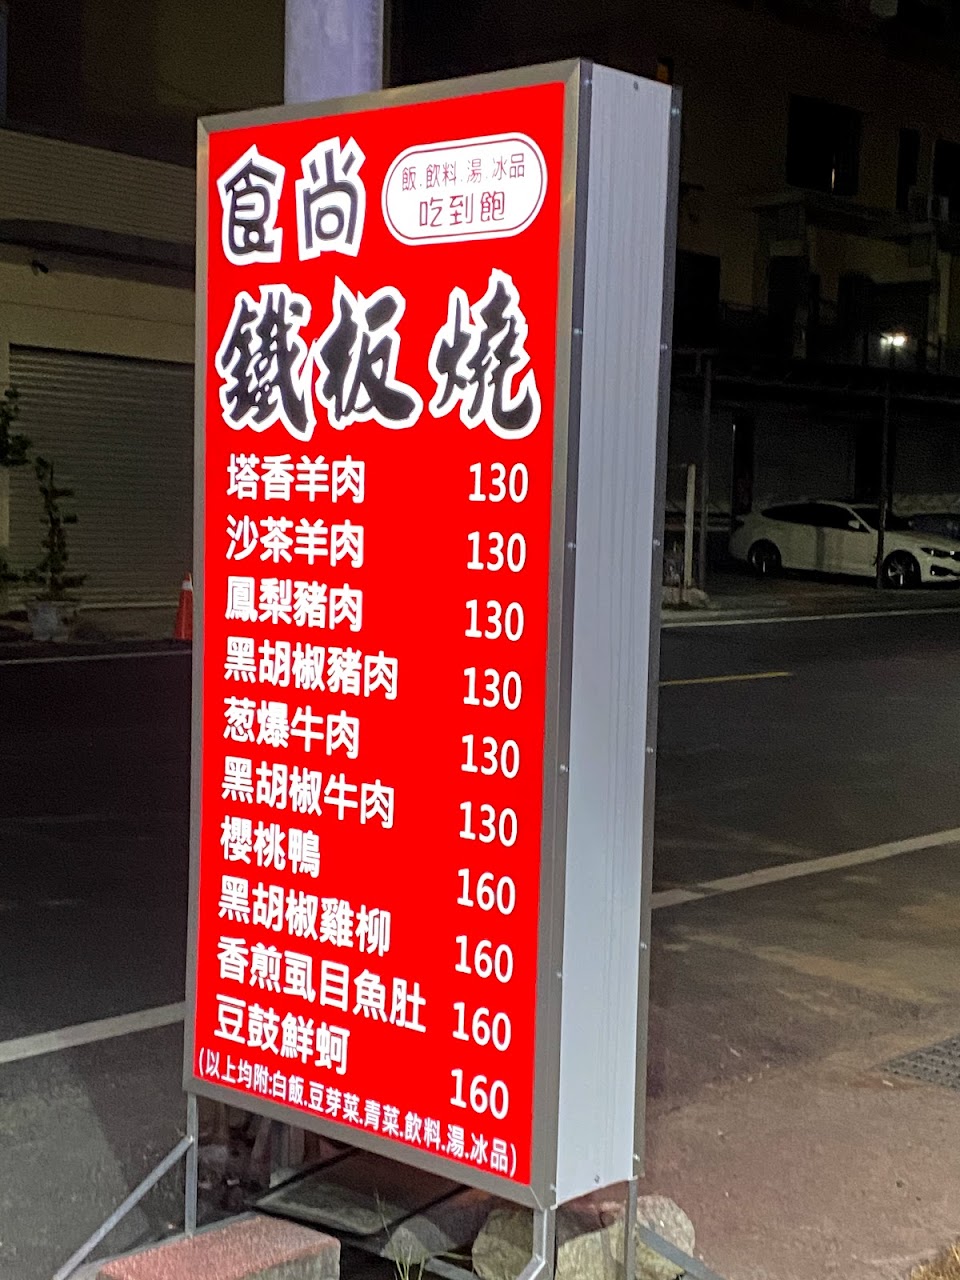 食尚
飯.飲料.湯.冰品
吃到飽
鐵板燒
塔香羊肉 130
沙茶羊肉 130
鳳梨豬肉 130
黑胡椒豬肉 130
葱爆牛肉 130
黑胡椒牛肉 130
櫻桃鴨 160
黑胡椒雞柳 160
香煎虱目魚肚 160
豆鼓鮮蚵 160
(以上均附:白飯.豆芽菜.青菜.飲料.湯.冰品)